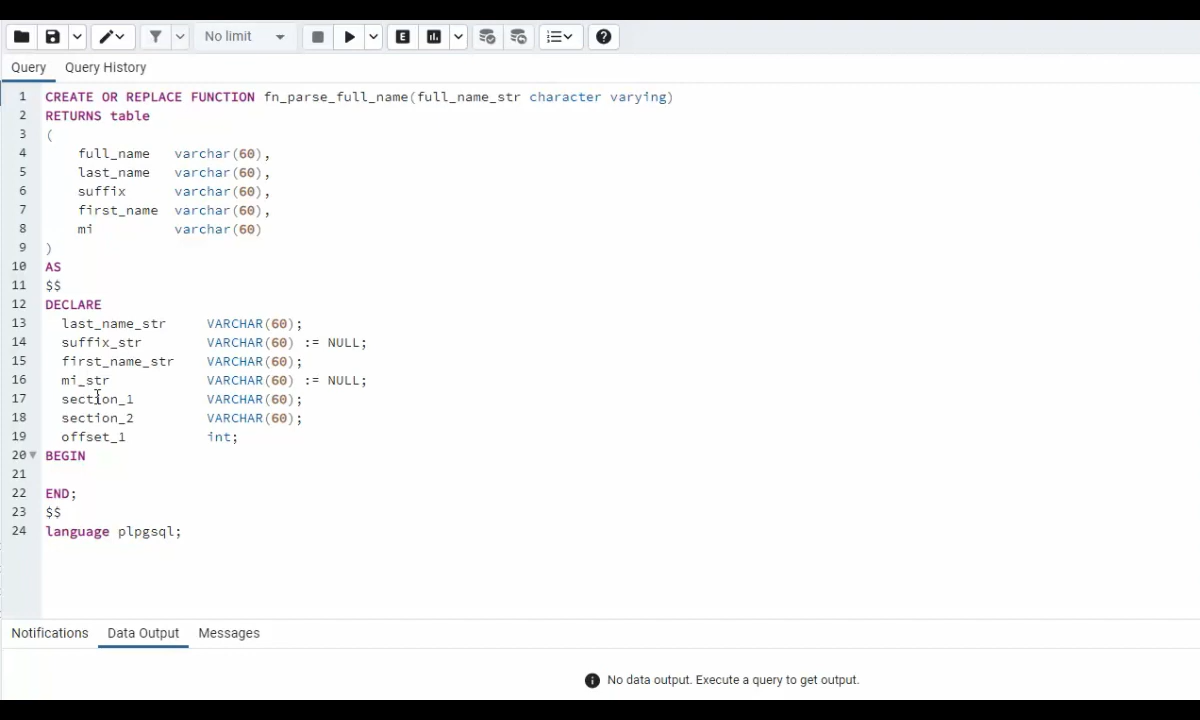 No limit
E
Query Query History
1 CREATE OR REPLACE FUNCTION fn_parse_full_name(full_name_str character varying)
2 RETURNS table
3 (
4 full_name varchar(60),
5 last_name varchar(60),
6 suffix varchar(60),
7 first_name varchar(60),
8 mi varchar(60)
9 )
10 AS
11 $$
12 DECLARE
13 last_name_str VARCHAR(60);
14 suffix_str VARCHAR(60) := NULL;
15 first_name_str VARCHAR(60);
16 mi_str VARCHAR(60) := NULL;
17 section_1 VARCHAR(60);
18 section_2 VARCHAR(60);
19 offset_1 int;
20 BEGIN
21
22 END;
23 $$
24 language plpgsql;
Notifications Data Output Messages
No data output. Execute a query to get output.